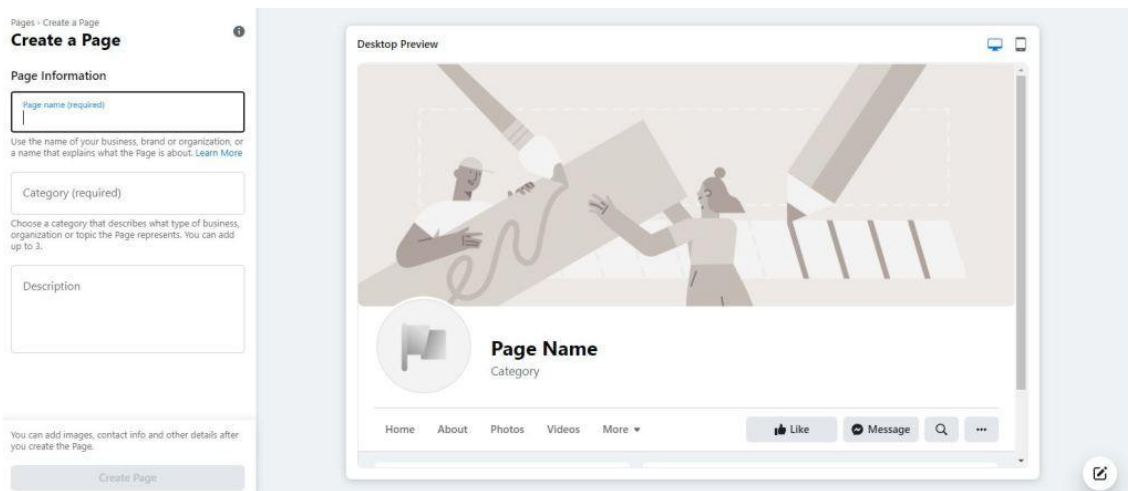 Pages › Create a Page
Create a Page
Page Information
Page name (required)
Use the name of your business, brand or organization, or
a name that explains what the Page is about. Learn More
Category (required)
Choose a category that describes what type of business,
organization or topic the Page represents. You can add
up to 3.
Description
You can add images, contact info and other details after
you create the Page.
Create Page
Desktop Preview
Page Name
Category
Home About Photos Videos More Like Message